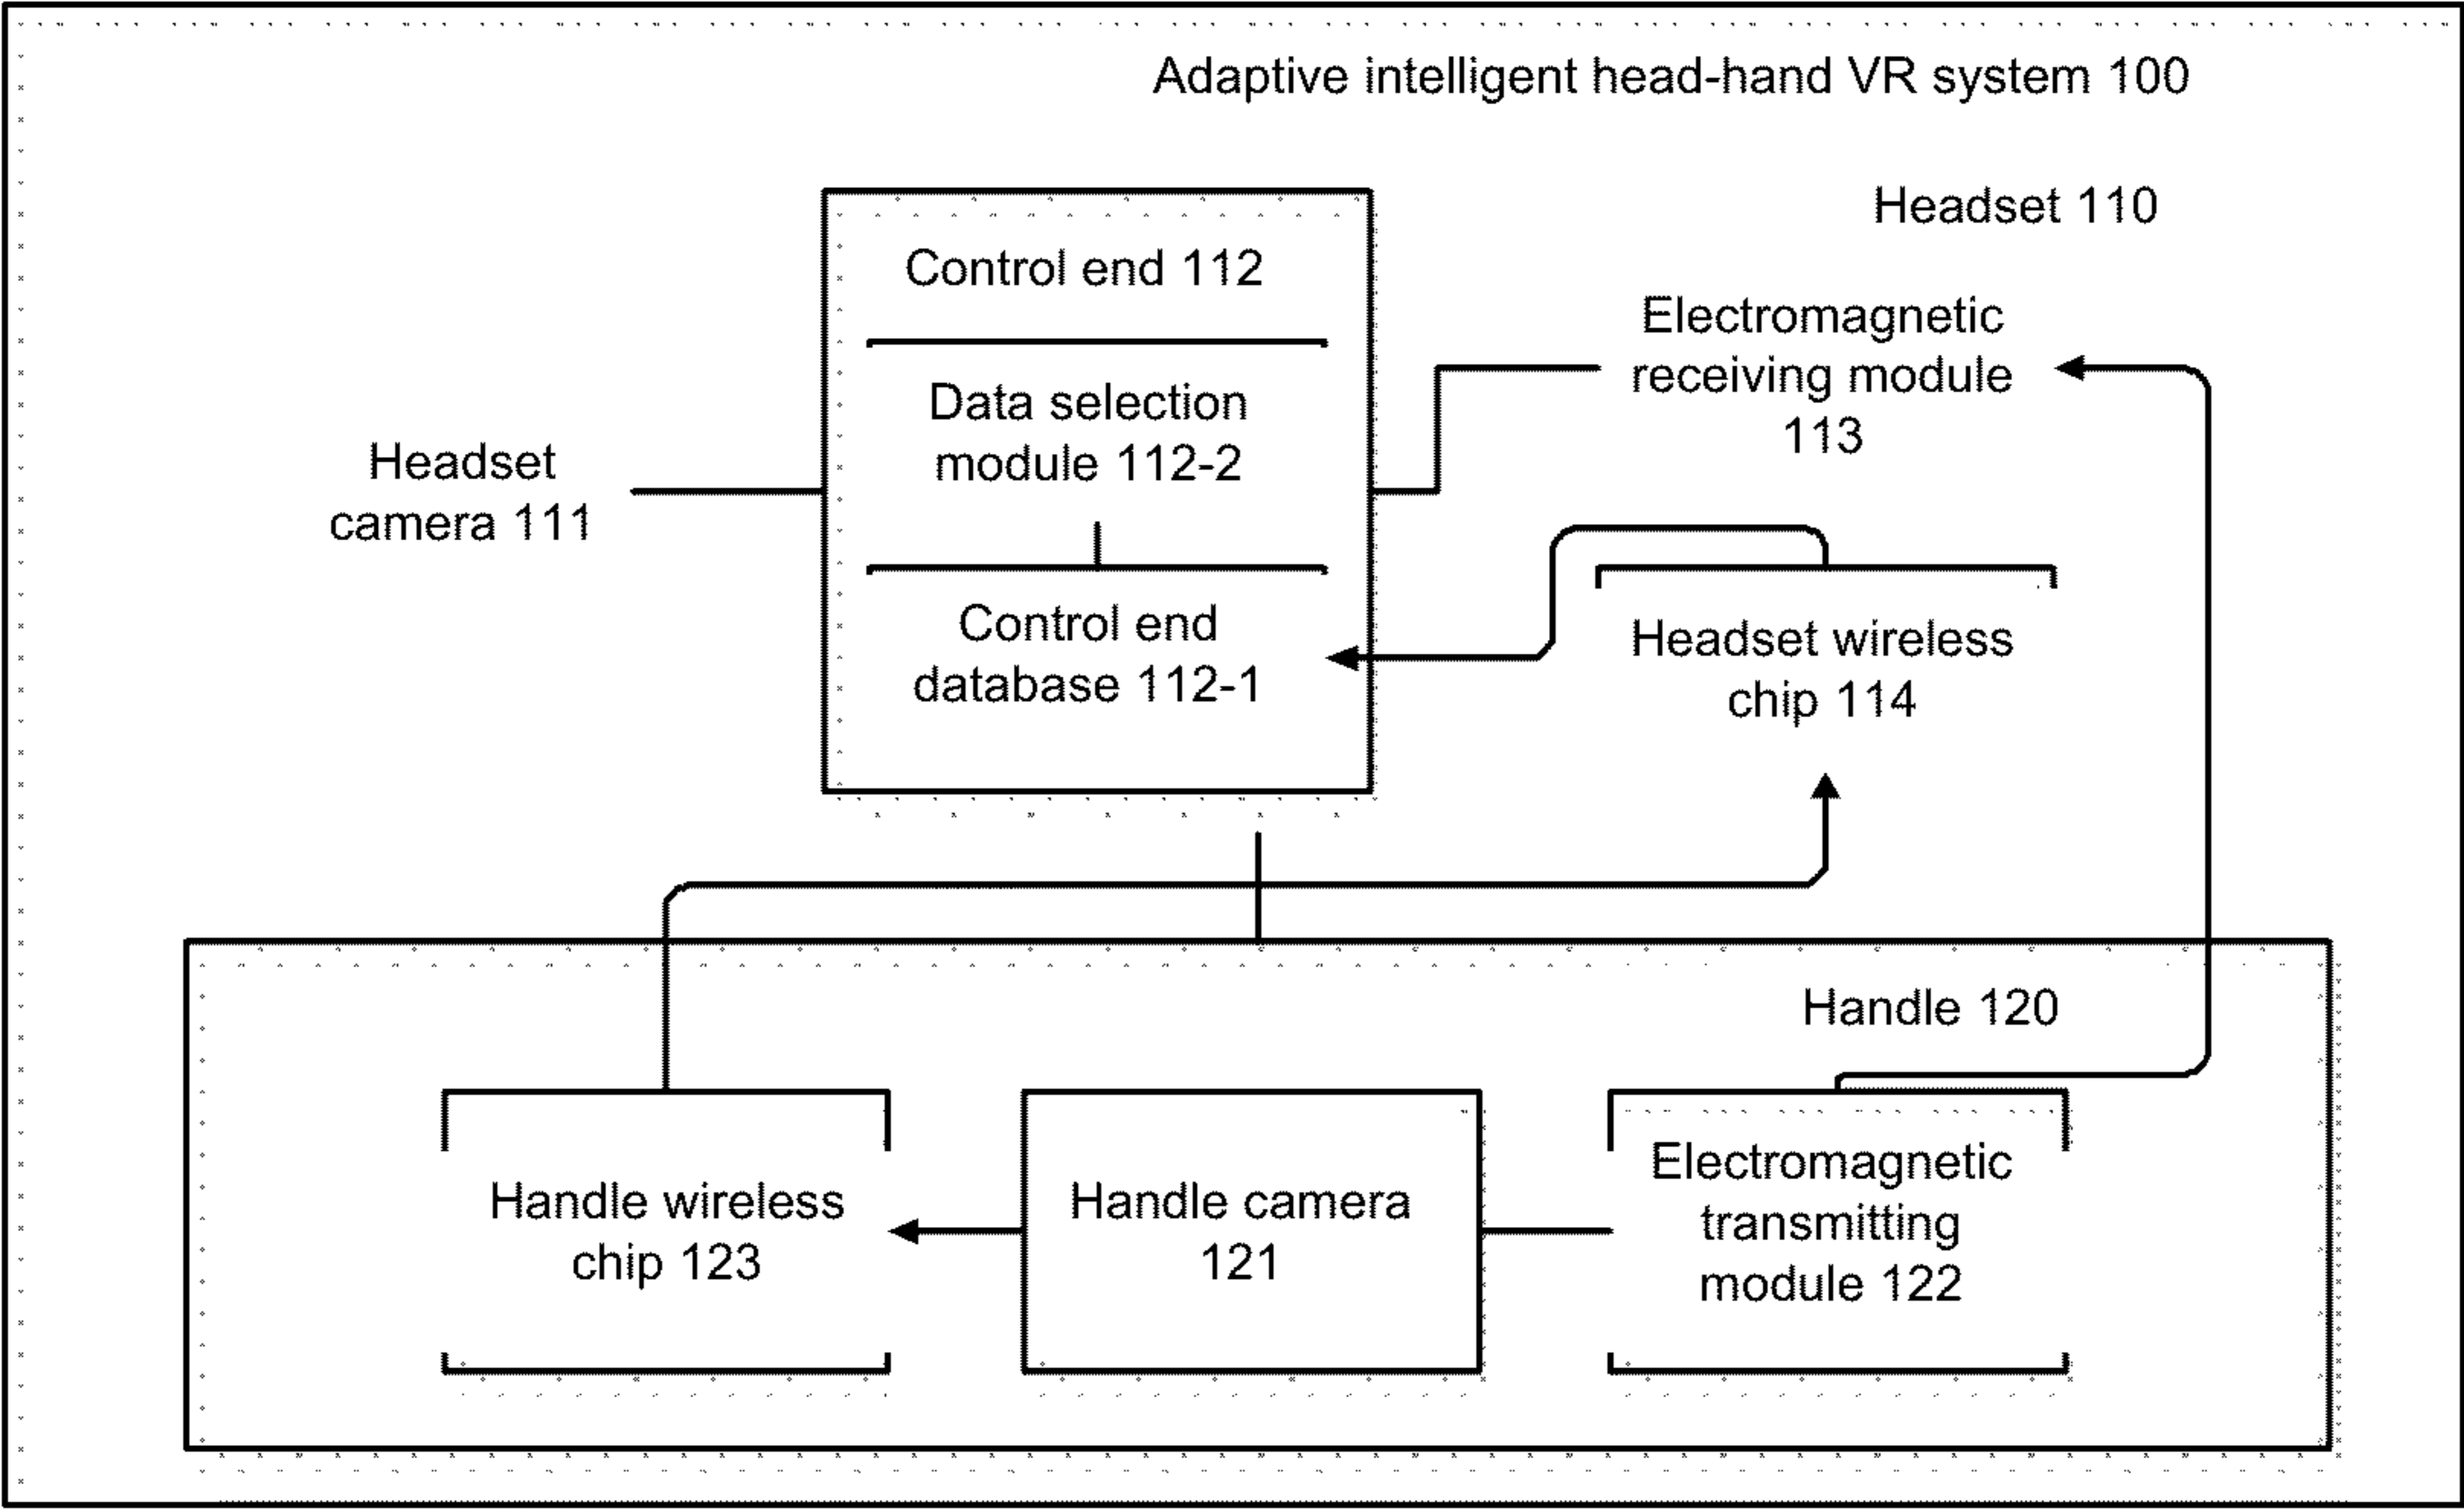 Adaptive intelligent head-hand VR system 100
Headset 110
Control end 112
Data selection
module 112-2
Control end
database 112-1
Headset
camera 111
Electromagnetic
receiving module
113
Headset wireless
chip 114
Handle 120
Handle wireless
chip 123
Handle camera
121
Electromagnetic
transmitting
module 122